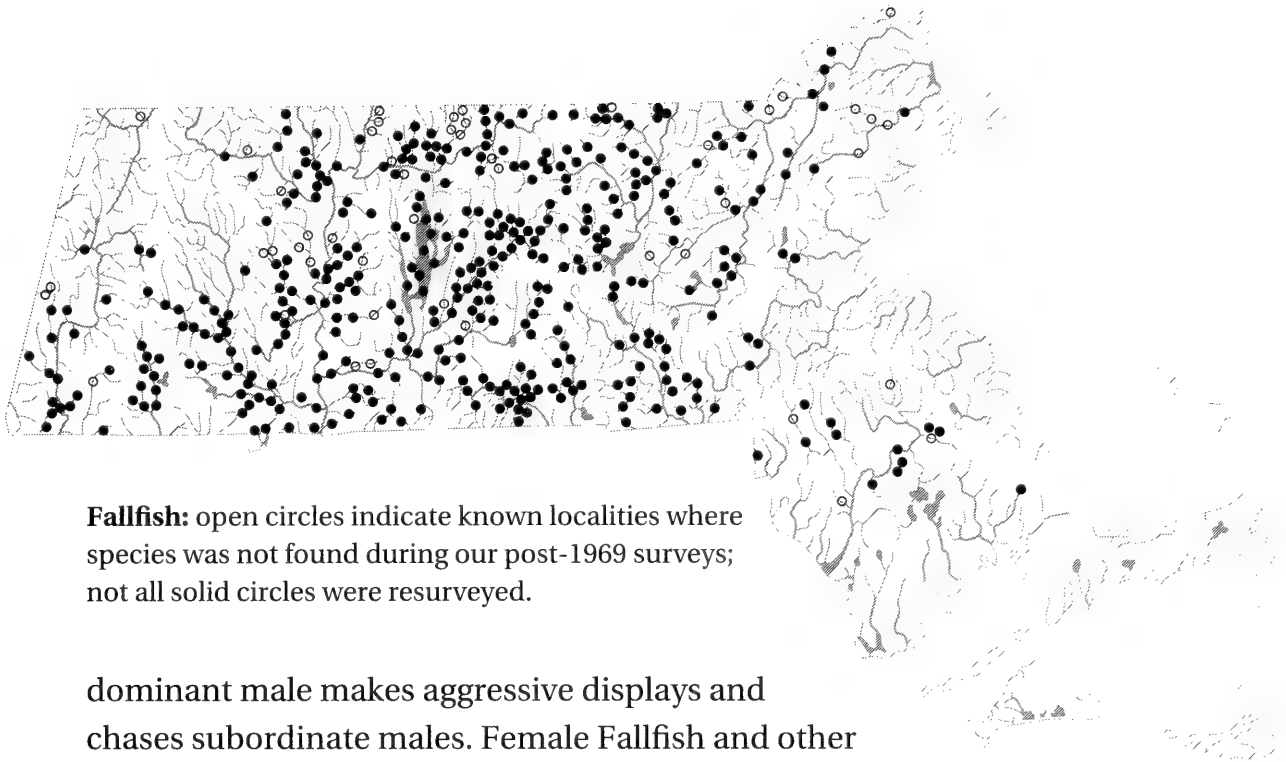 Fallfish: open circles indicate known localities where
species was not found during our post-1969 surveys;
not all solid circles were resurveyed.
dominant male makes aggressive displays and
chases subordinate males. Female Fallfish and other